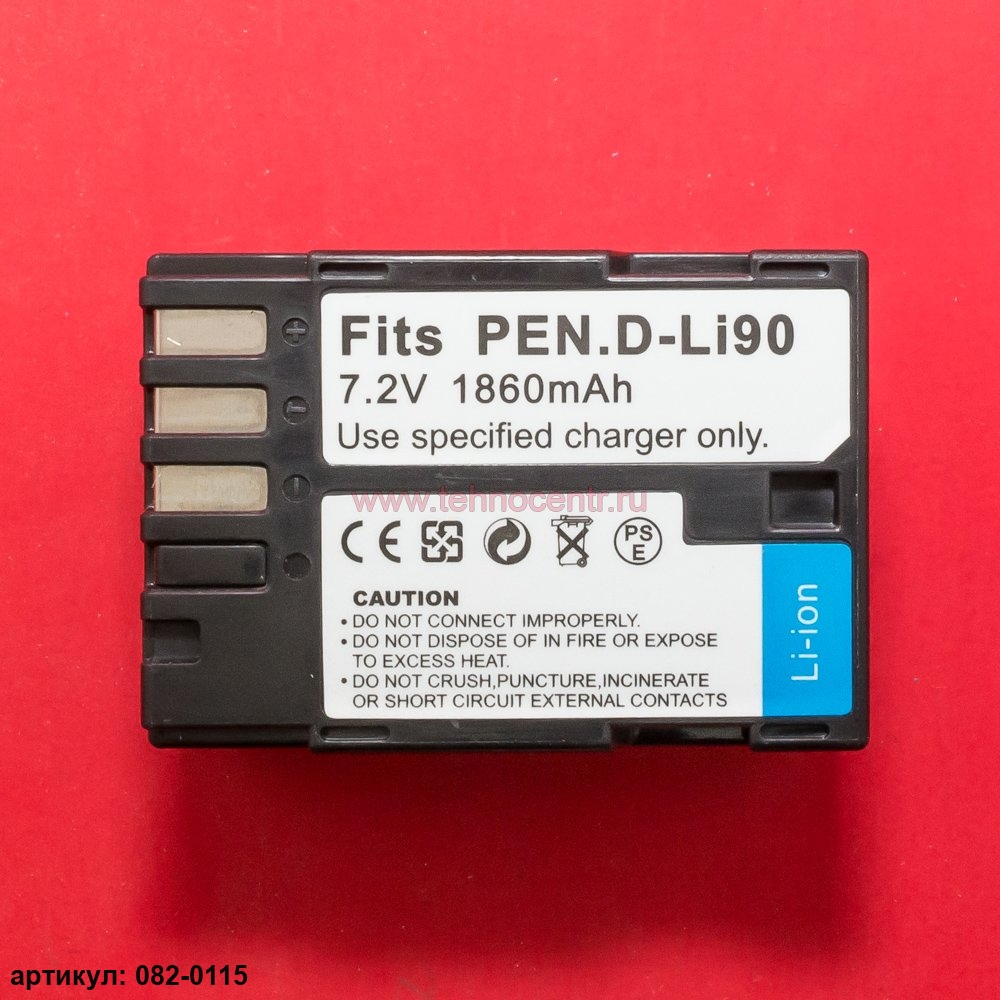 Fits PEN.D-Li90
7.2V 1860mAh
Use specified charger only.
www.tehnocentr.ru
CE
PS
E
CAUTION
• DO NOT CONNECT IMPROPERLY.
• DO NOT DISPOSE OF IN FIRE OR EXPOSE
TO EXCESS HEAT.
• DO NOT CRUSH,PUNCTURE,INCINERATE
OR SHORT CIRCUIT EXTERNAL CONTACTS
Li-ion
артикул: 082-0115